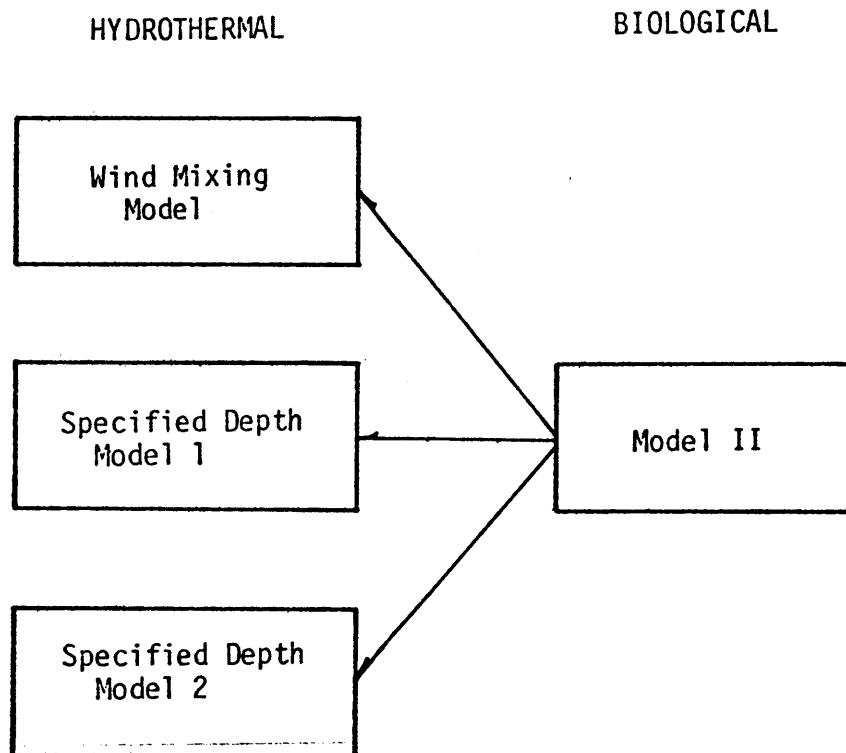 HYDROTHERMAL
BIOLOGICAL
Wind Mixing
Model
Specified Depth
Model 1
Model II
Specified Depth
Model 2